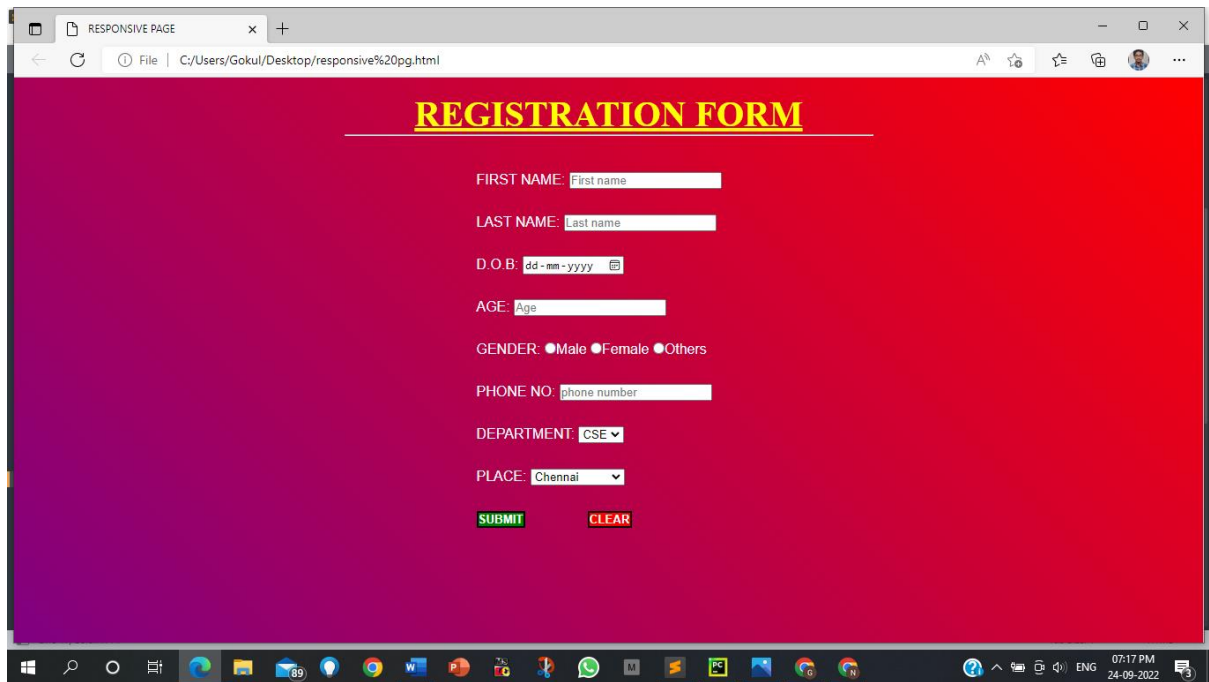 RESPONSIVE PAGE
File | C:/Users/Gokul/Desktop/responsive%20pg.html
REGISTRATION FORM
FIRST NAME: First name
LAST NAME: Last name
D.O.B: dd-mm-yyyy
AGE: Age
GENDER: Male Female Others
PHONE NO: phone number
DEPARTMENT: CSE
PLACE: Chennai
SUBMIT CLEAR
89
ENG
07:17 PM
24-09-2022
3